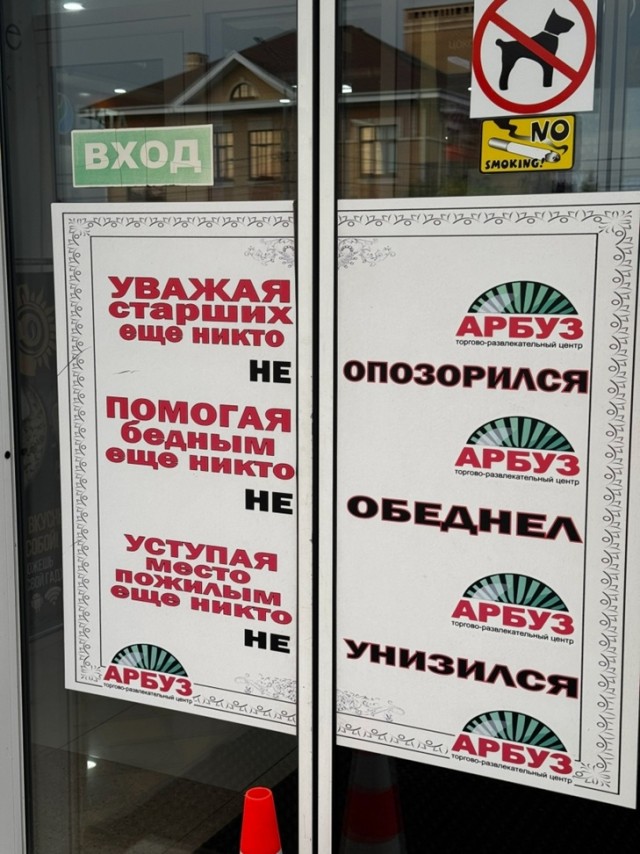 ВХОД
NO
SMOKING!
УВАЖАЯ
старших
еще никто
НЕ
ОПОЗОРИЛСЯ
ПОМОГАЯ
бедным
еще никто
НЕ
ОБЕДНЕЛ
УСТУПАЯ
место
пожилым
еще никто
НЕ
УНИЗИЛСЯ
АРБУЗ
торгово-развлекательный центр
АРБУЗ
торгово-развлекательный центр
АРБУЗ
торгово-развлекательный центр
АРБУЗ
торгово-развлекательный центр
АРБУЗ
торгово-развлекательный центр